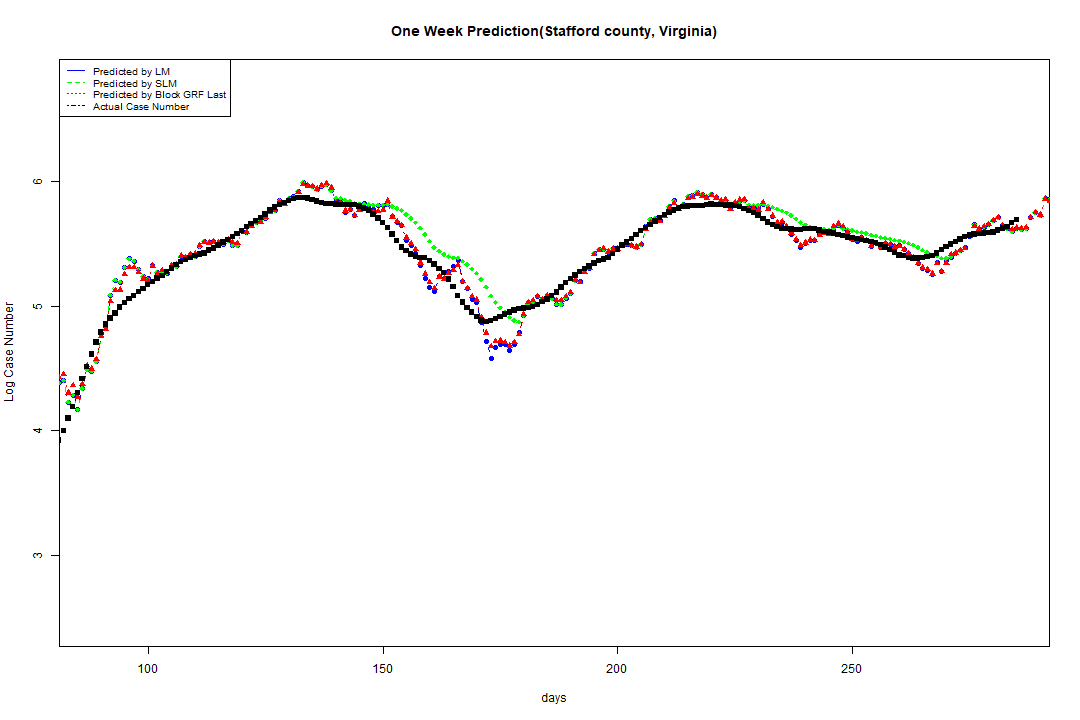 One Week Prediction(Stafford county, Virginia)
Predicted by LM
Predicted by SLM
Predicted by Block GRF Last
Actual Case Number
Log Case Number
6
5
4
3
100
150
200
250
days